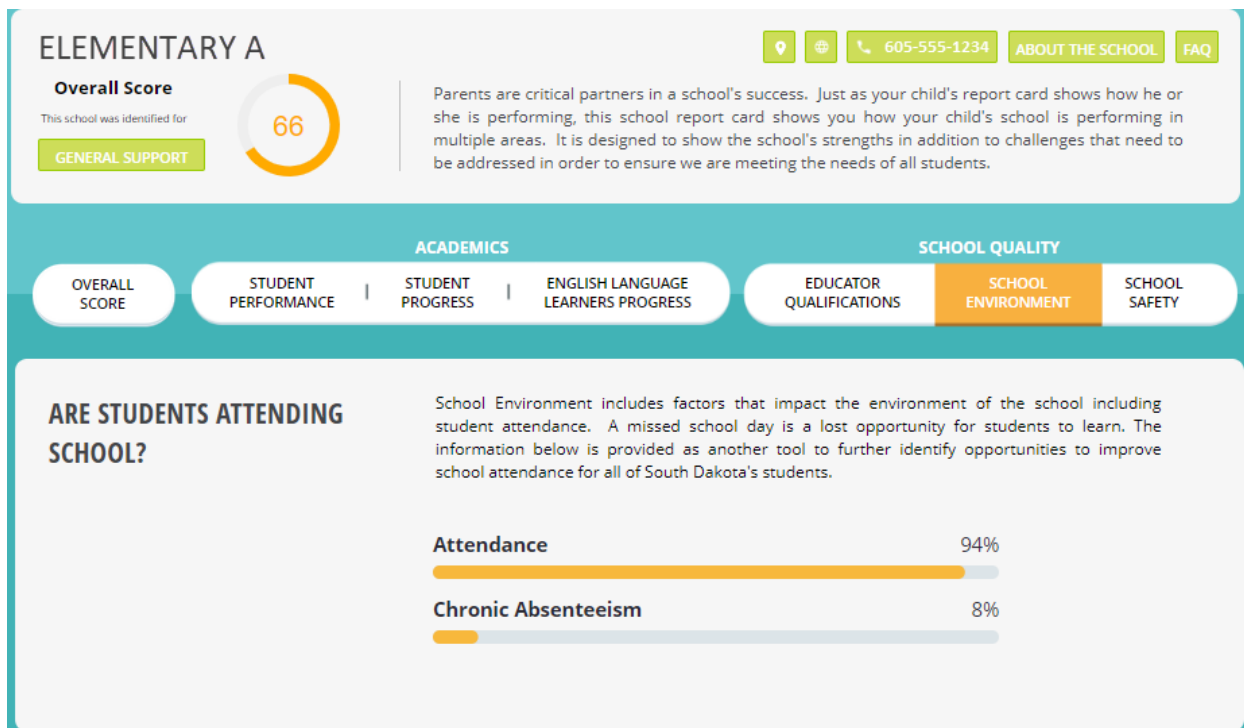 ELEMENTARY A
605-555-1234
ABOUT THE SCHOOL
FAQ
Overall Score
This school was identified for
GENERAL SUPPORT
66
Parents are critical partners in a school's success. Just as your child's report card shows how he or
she is performing, this school report card shows you how your child's school is performing in
multiple areas. It is designed to show the school's strengths in addition to challenges that need to
be addressed in order to ensure we are meeting the needs of all students.
ACADEMICS
SCHOOL QUALITY
OVERALL
SCORE
STUDENT
PERFORMANCE
STUDENT
PROGRESS
ENGLISH LANGUAGE
LEARNERS PROGRESS
EDUCATOR
QUALIFICATIONS
SCHOOL
ENVIRONMENT
SCHOOL
SAFETY
ARE STUDENTS ATTENDING
SCHOOL?
School Environment includes factors that impact the environment of the school including
student attendance. A missed school day is a lost opportunity for students to learn. The
information below is provided as another tool to further identify opportunities to improve
school attendance for all of South Dakota's students.
Attendance 94%
Chronic Absenteeism 8%